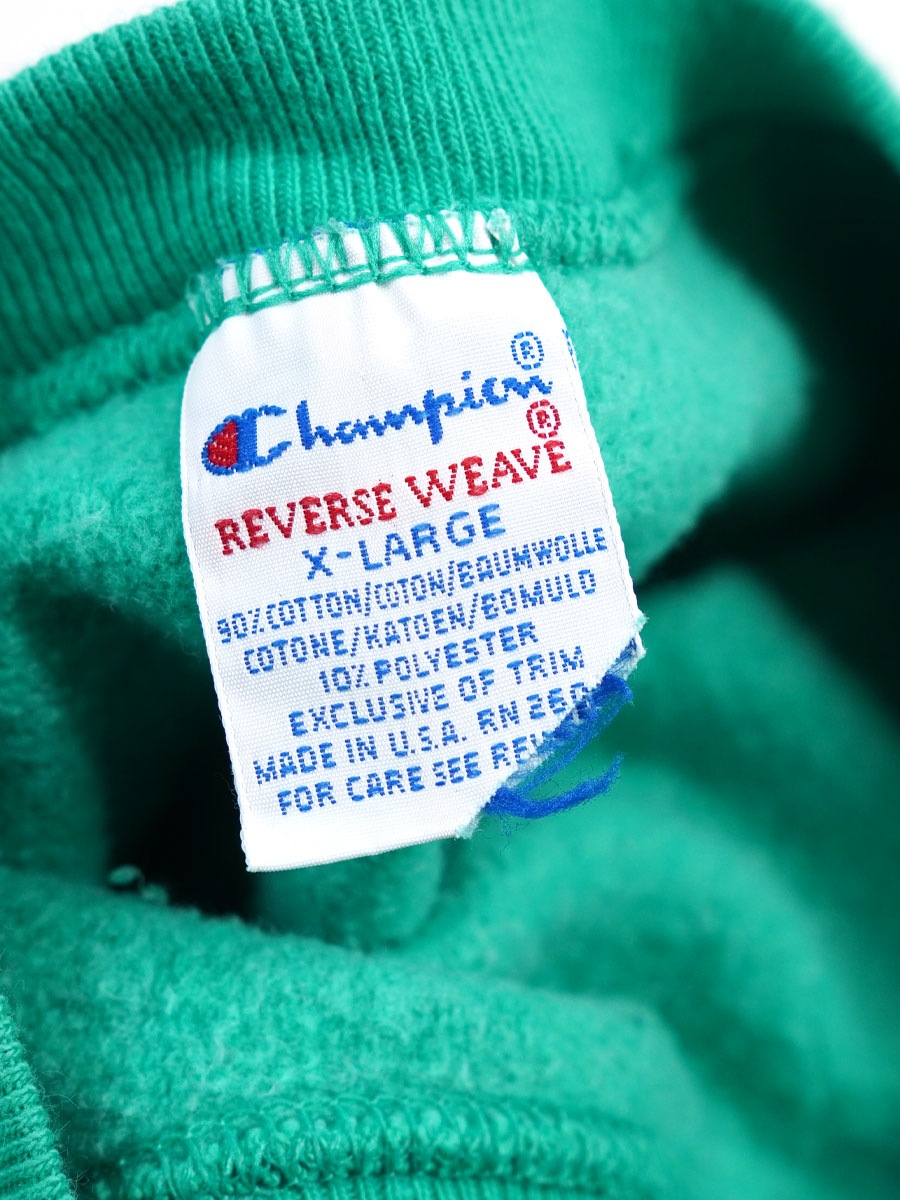 Champion®
REVERSE WEAVE®
X-LARGE
90%COTTON/COTON/BAUMWOLLE
COTONE/KATOEN/BOMULD
10% POLYESTER
EXCLUSIVE OF TRIM
MADE IN U.S.A. RN
FOR CARE SEE